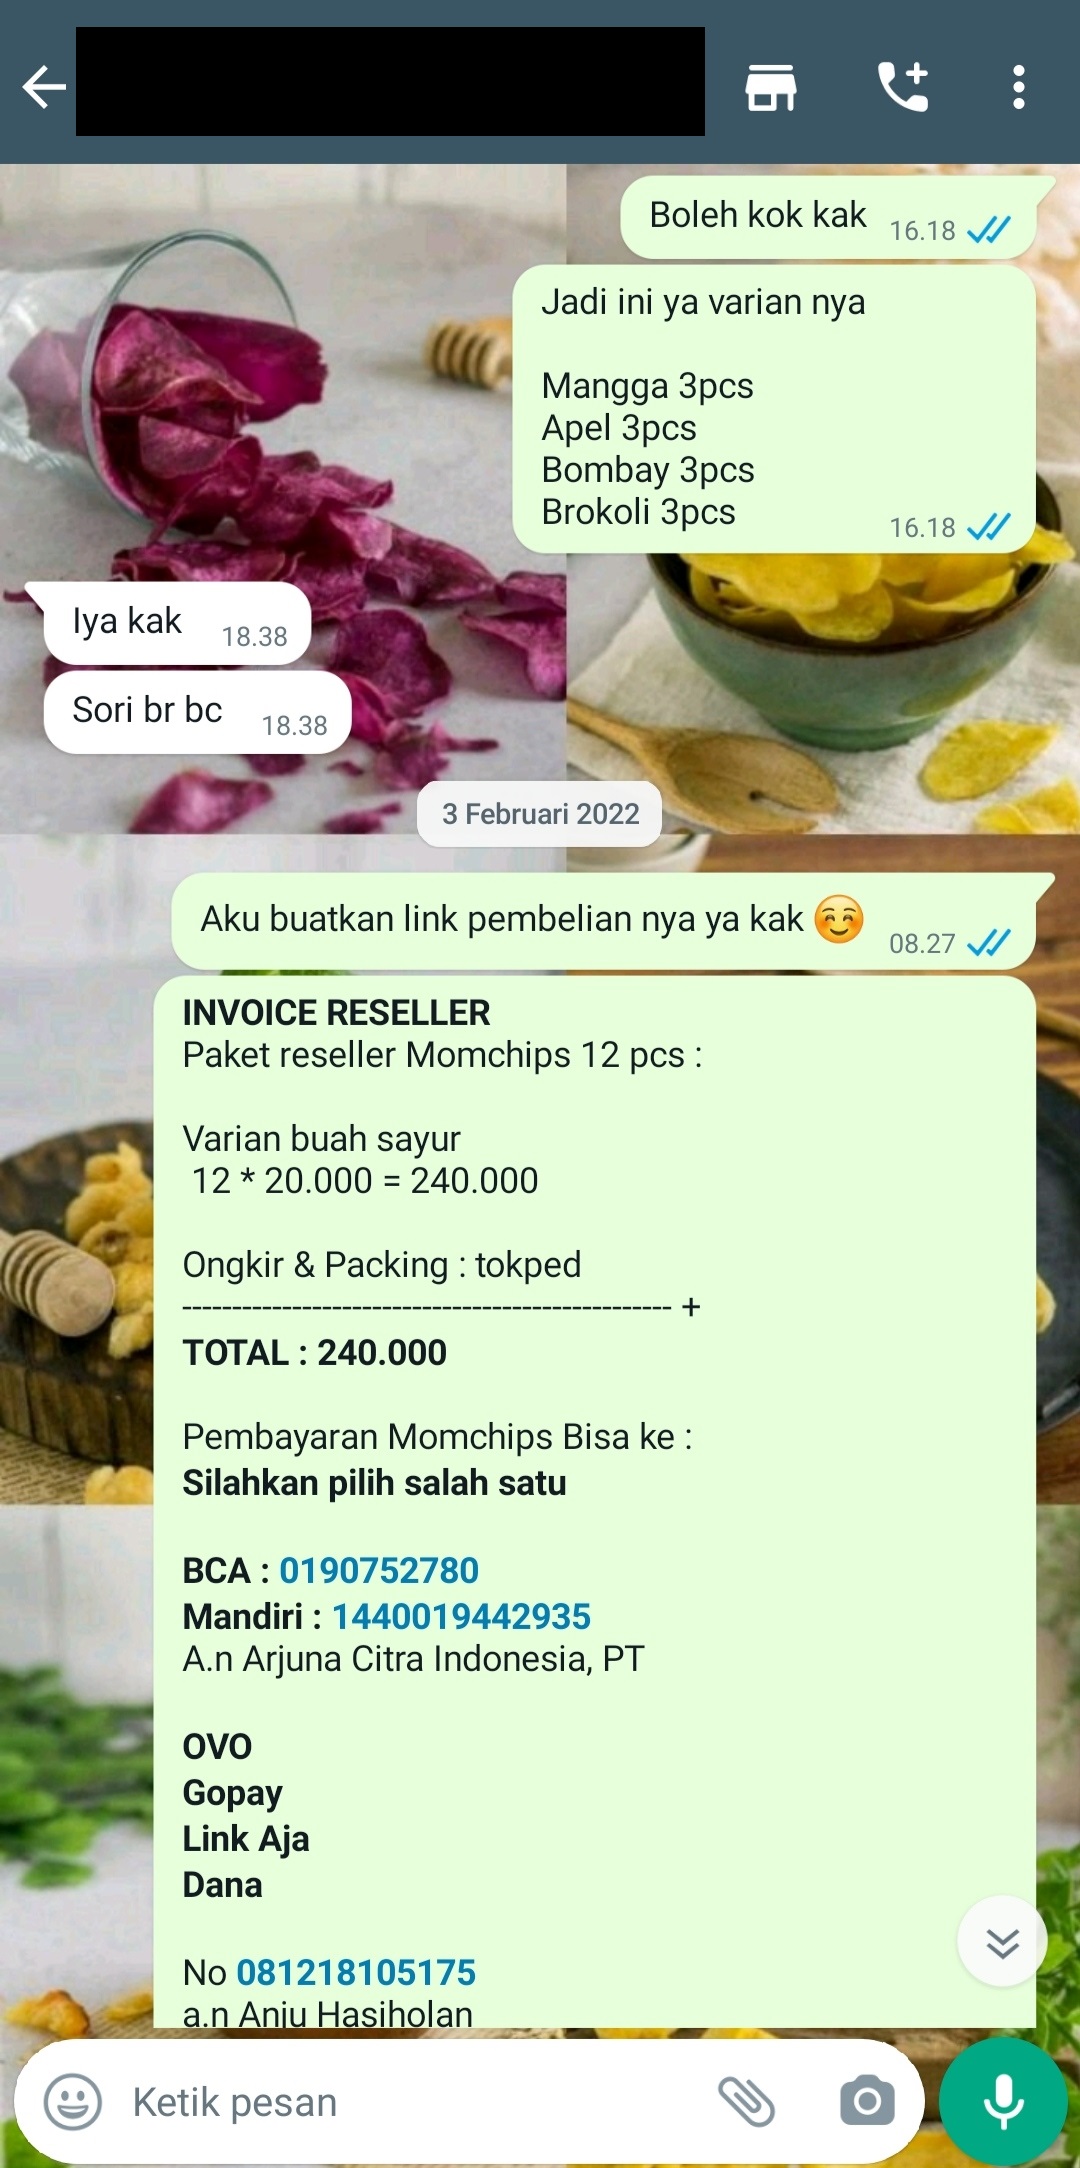 Boleh kok kak 16.18
Jadi ini ya varian nya
Mangga 3pcs
Apel 3pcs
Bombay 3pcs
Brokoli 3pcs 16.18
Iya kak 18.38
Sori br bc 18.38
3 Februari 2022
Aku buatkan link pembelian nya ya kak ☺️ 08.27
INVOICE RESELLER
Paket reseller Momchips 12 pcs :
Varian buah sayur
12 * 20.000 = 240.000
Ongkir & Packing : tokped
------------------------------------------------- +
TOTAL : 240.000
Pembayaran Momchips Bisa ke :
Silahkan pilih salah satu
BCA : 0190752780
Mandiri : 1440019442935
A.n Arjuna Citra Indonesia, PT
OVO
Gopay
Link Aja
Dana
No 081218105175
a.n Anju Hasiholan
Ketik pesan